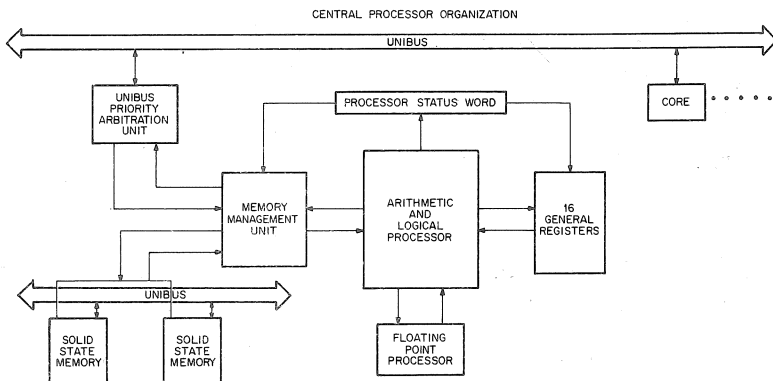 CENTRAL PROCESSOR ORGANIZATION
UNIBUS
UNIBUS
PRIORITY
ARBITRATION
UNIT
PROCESSOR STATUS WORD
CORE
MEMORY
MANAGEMENT
UNIT
ARITHMETIC
AND
LOGICAL
PROCESSOR
16
GENERAL
REGISTERS
UNIBUS
SOLID
STATE
MEMORY
SOLID
STATE
MEMORY
FLOATING
POINT
PROCESSOR